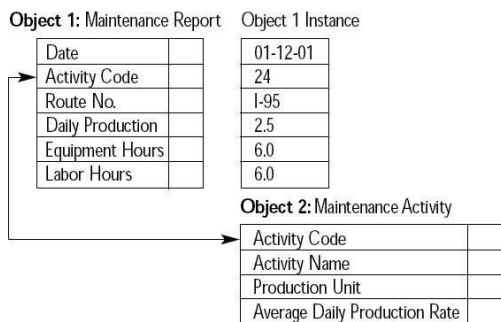 Object 1: Maintenance Report Object 1 Instance
Date 01-12-01
Activity Code 24
Route No. I-95
Daily Production 2.5
Equipment Hours 6.0
Labor Hours 6.0
Object 2: Maintenance Activity
Activity Code
Activity Name
Production Unit
Average Daily Production Rate